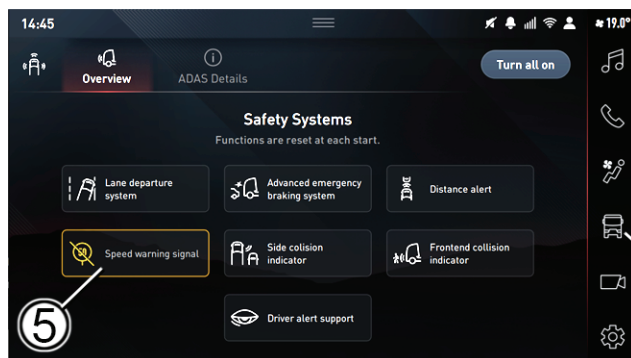 14:45
19.0°
Overview
ADAS Details
Turn all on
Safety Systems
Functions are reset at each start.
Lane departure
system
Advanced emergency
braking system
Distance alert
50
Speed warning signal
Side colision
indicator
Frontend collision
indicator
Driver alert support
5